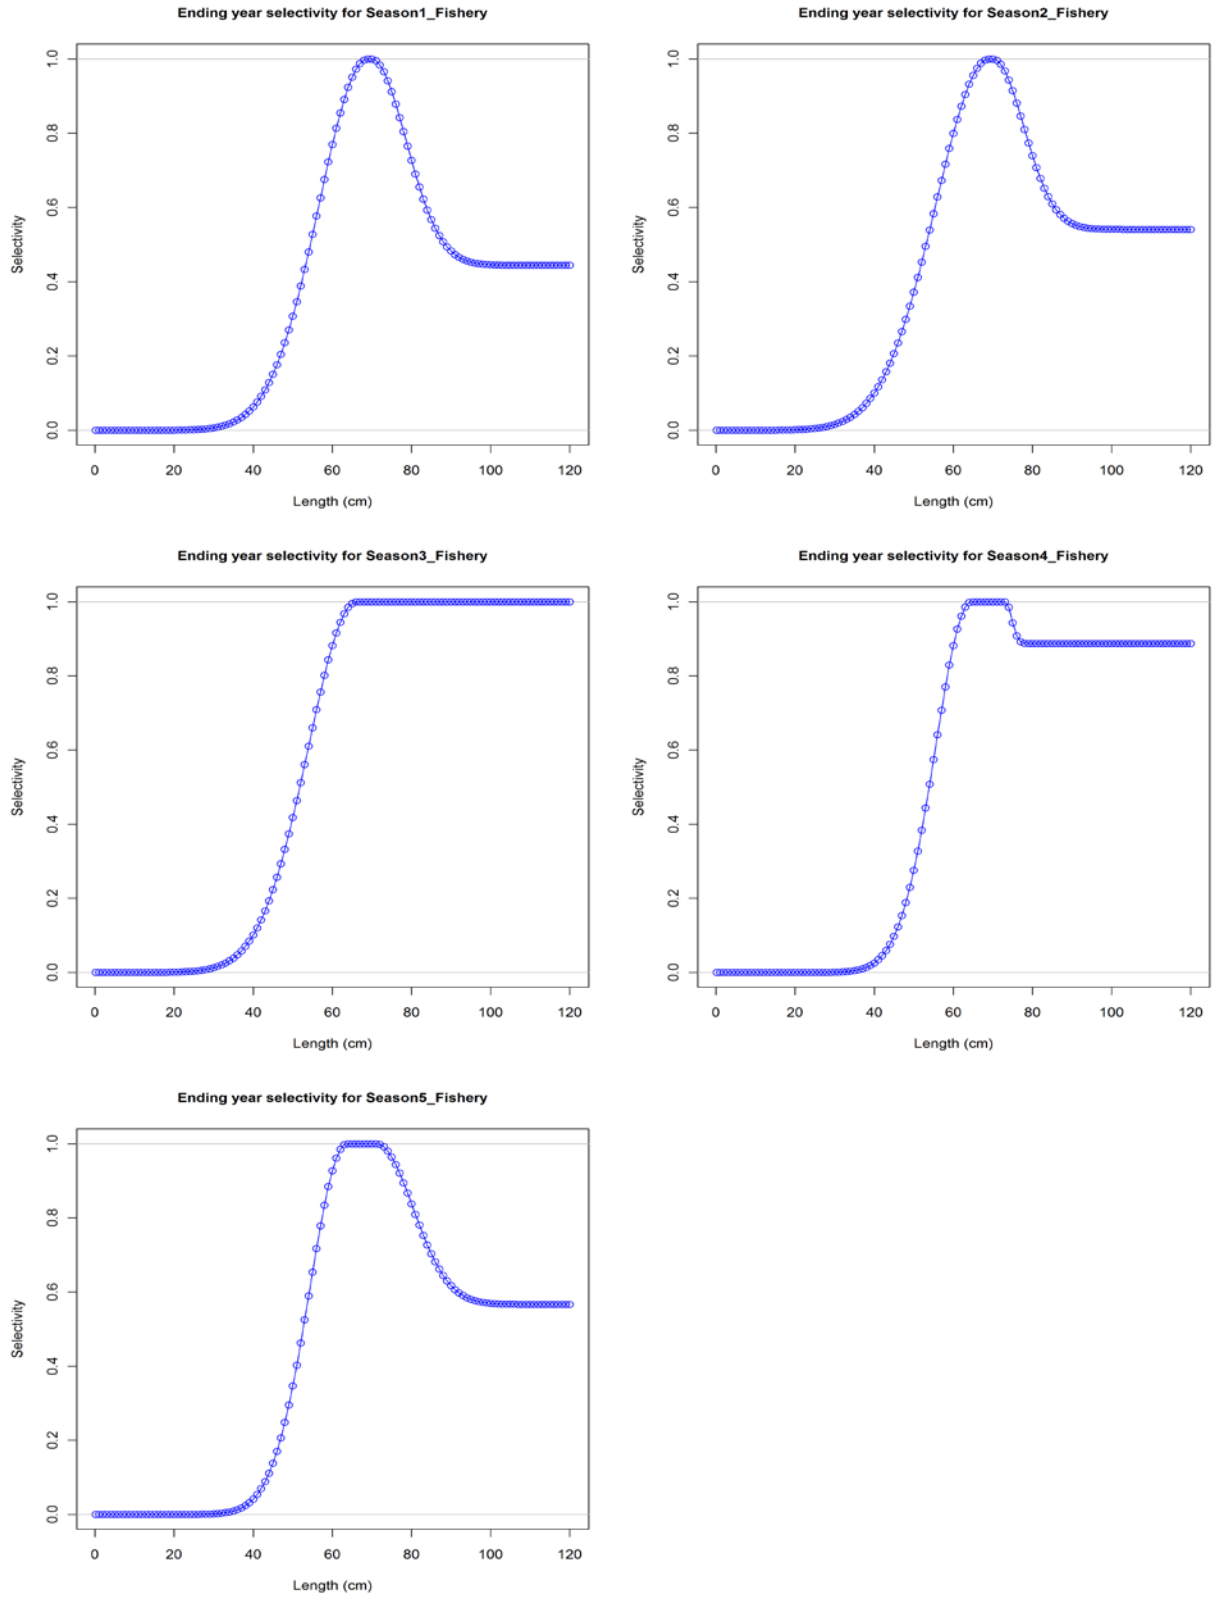 Ending year selectivity for Season1_Fishery
Selectivity
1.0
0.8
0.6
0.4
0.2
0.0
0 20 40 60 80 100 120
Length (cm)
Ending year selectivity for Season2_Fishery
Selectivity
1.0
0.8
0.6
0.4
0.2
0.0
0 20 40 60 80 100 120
Length (cm)
Ending year selectivity for Season3_Fishery
Selectivity
1.0
0.8
0.6
0.4
0.2
0.0
0 20 40 60 80 100 120
Length (cm)
Ending year selectivity for Season4_Fishery
Selectivity
1.0
0.8
0.6
0.4
0.2
0.0
0 20 40 60 80 100 120
Length (cm)
Ending year selectivity for Season5_Fishery
Selectivity
1.0
0.8
0.6
0.4
0.2
0.0
0 20 40 60 80 100 120
Length (cm)